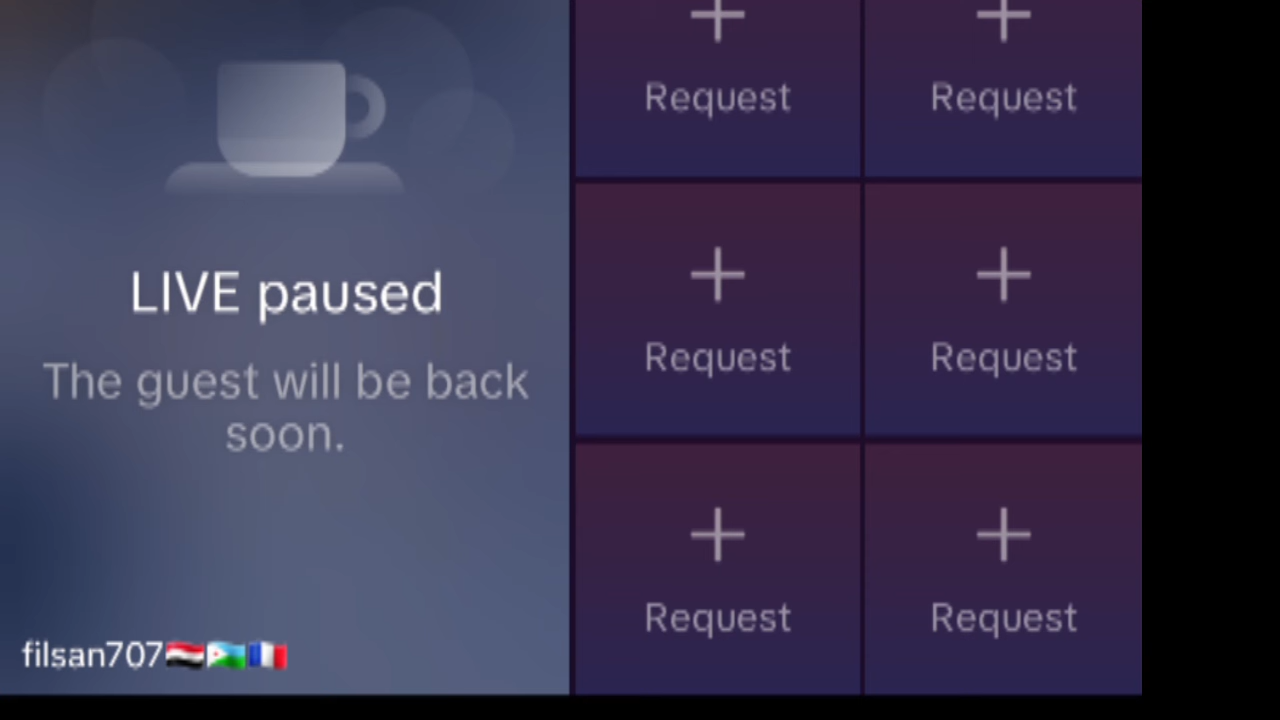 Request Request
LIVE paused
The guest will be back
soon.
Request Request
Request Request
filsan707🇾🇪🇩🇯🇫🇷